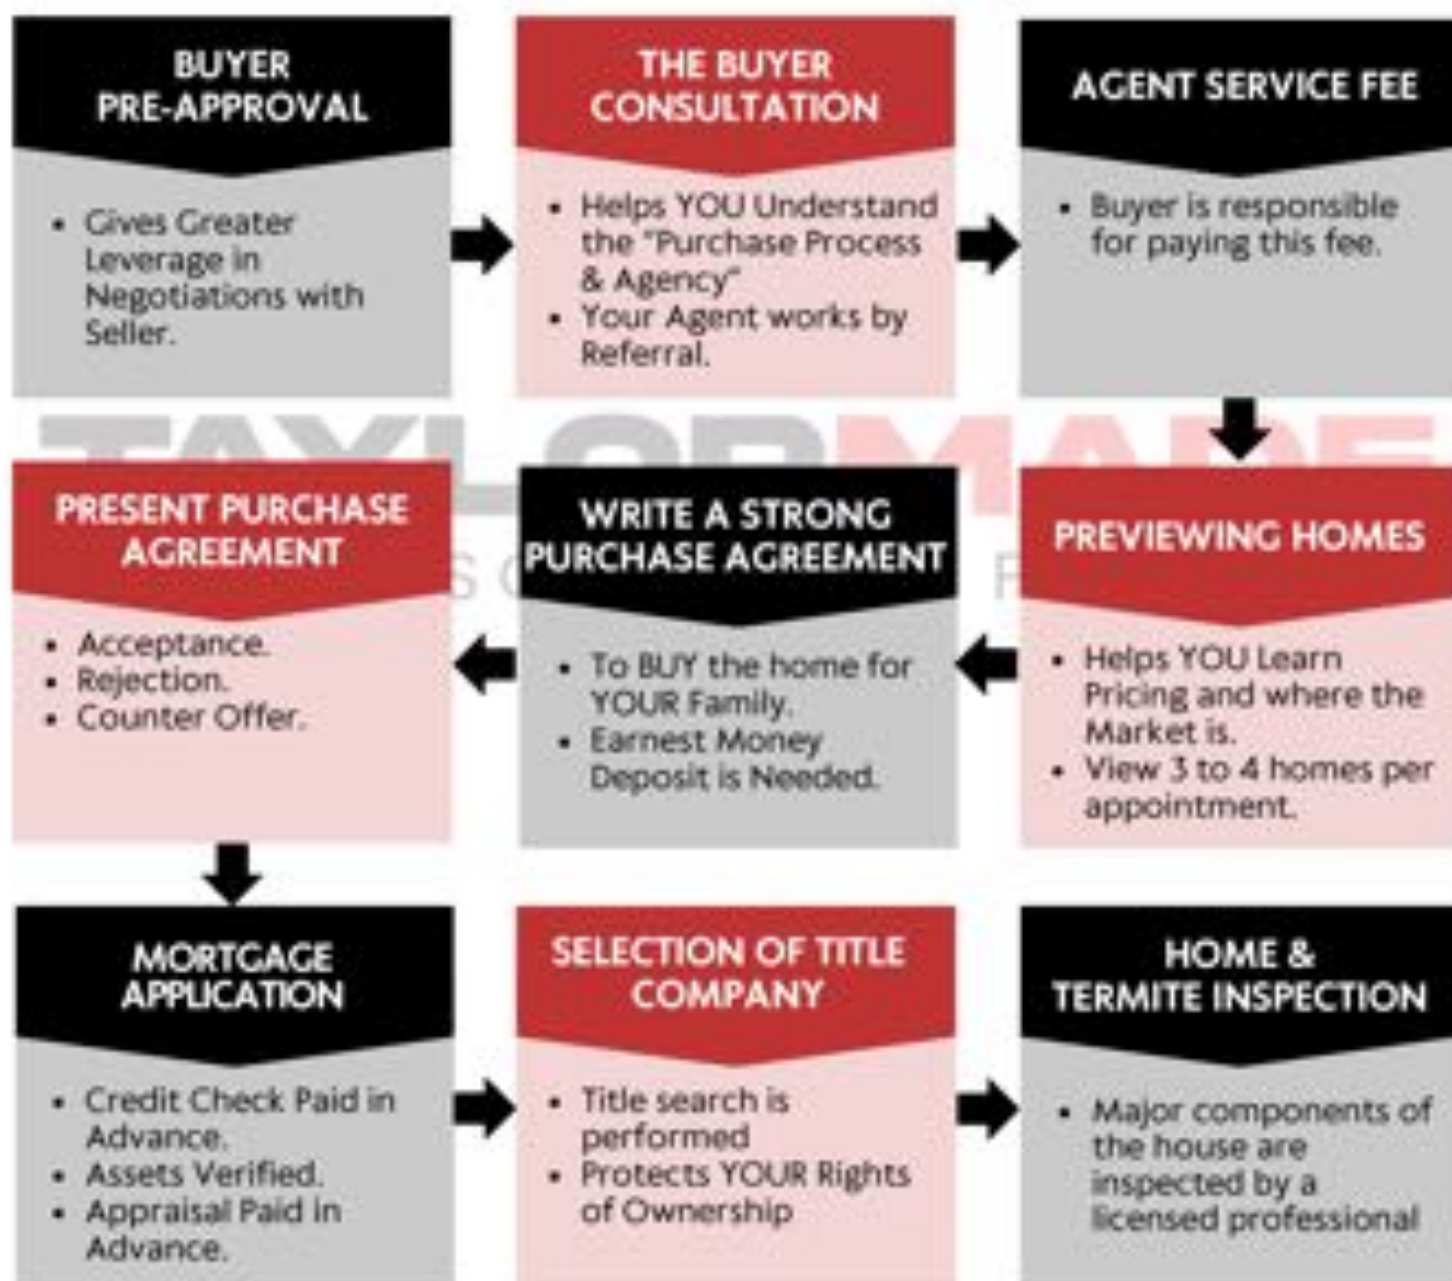 BUYER
PRE-APPROVAL
• Gives Greater
Leverage in
Negotiations with
Seller.
THE BUYER
CONSULTATION
• Helps YOU Understand
the "Purchase Process
& Agency"
• Your Agent works by
Referral.
AGENT SERVICE FEE
• Buyer is responsible
for paying this fee.
TAYLORMADE
PREVIEWING HOMES
• Helps YOU Learn
Pricing and where the
Market is.
• View 3 to 4 homes per
appointment.
WRITE A STRONG
PURCHASE AGREEMENT
• To BUY the home for
YOUR Family.
• Earnest Money
Deposit is Needed.
PRESENT PURCHASE
AGREEMENT
• Acceptance.
• Rejection.
• Counter Offer.
MORTGAGE
APPLICATION
• Credit Check Paid in
Advance.
• Assets Verified.
• Appraisal Paid in
Advance.
SELECTION OF TITLE
COMPANY
• Title search is
performed
• Protects YOUR Rights
of Ownership
HOME &
TERMITE INSPECTION
• Major components of
the house are
inspected by a
licensed professional